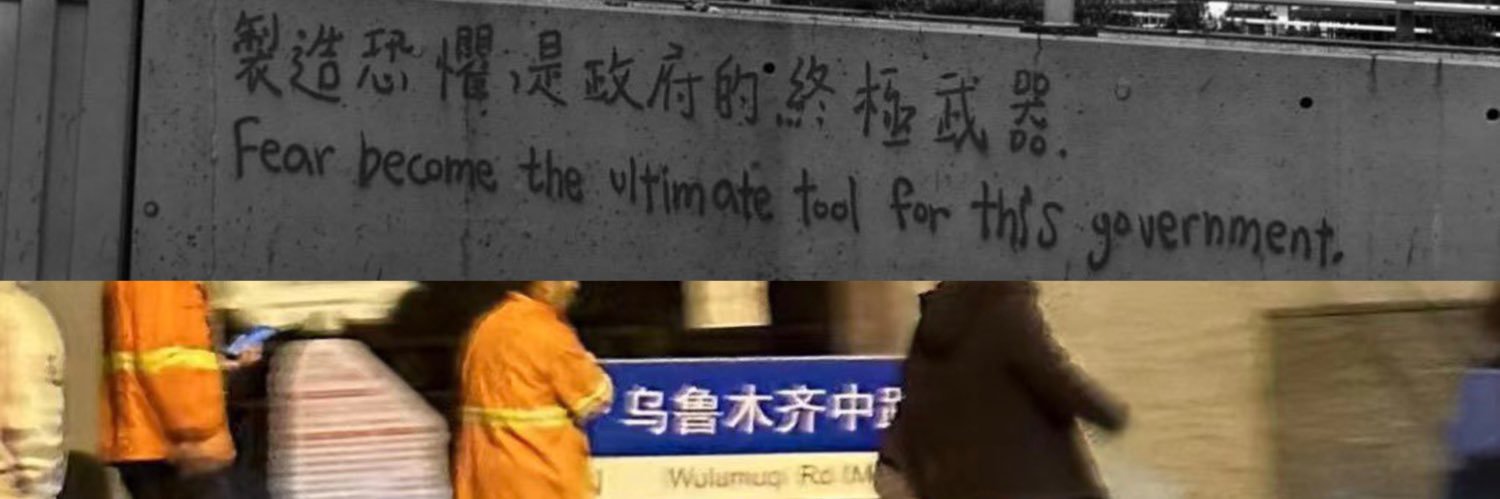 製造恐懼,是政府的終極武器.
Fear become the ultimate tool for this government.
乌鲁木齐中路
Wulumuqi Rd (M